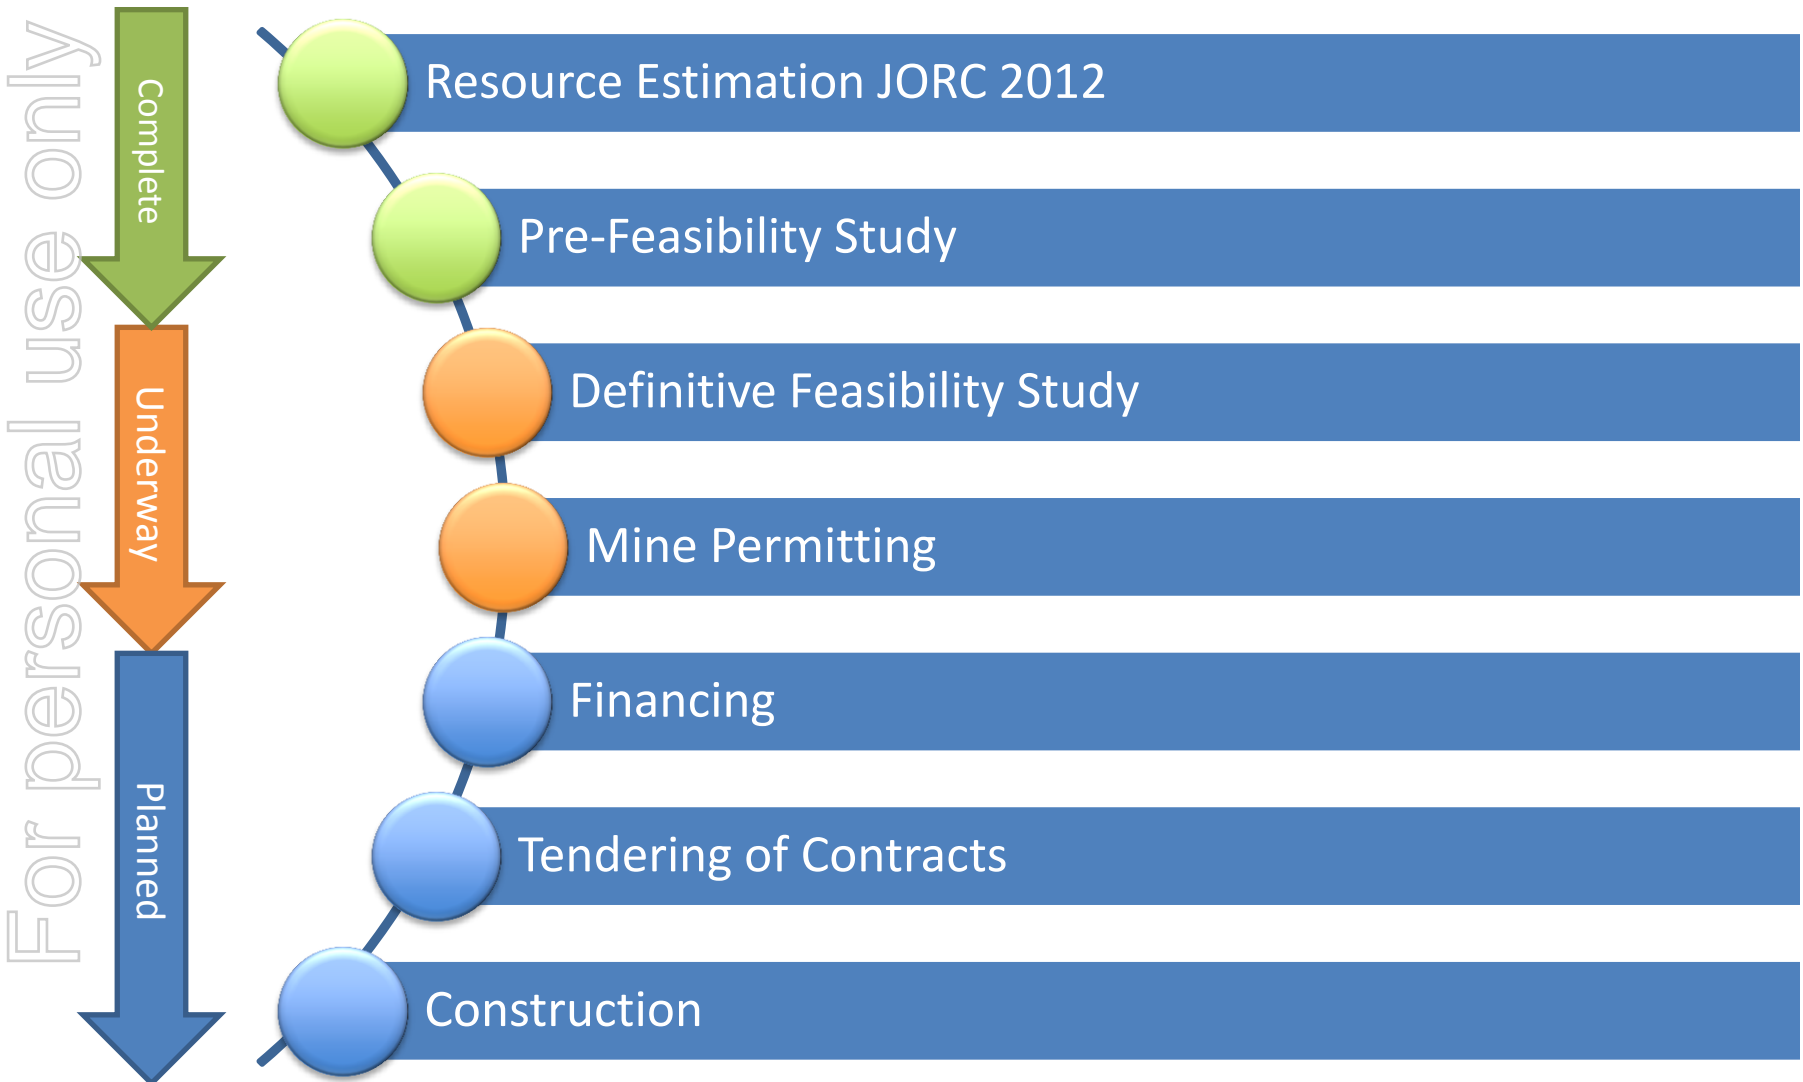 For personal use only
Complete
Underway
Planned
Resource Estimation JORC 2012
Pre-Feasibility Study
Definitive Feasibility Study
Mine Permitting
Financing
Tendering of Contracts
Construction